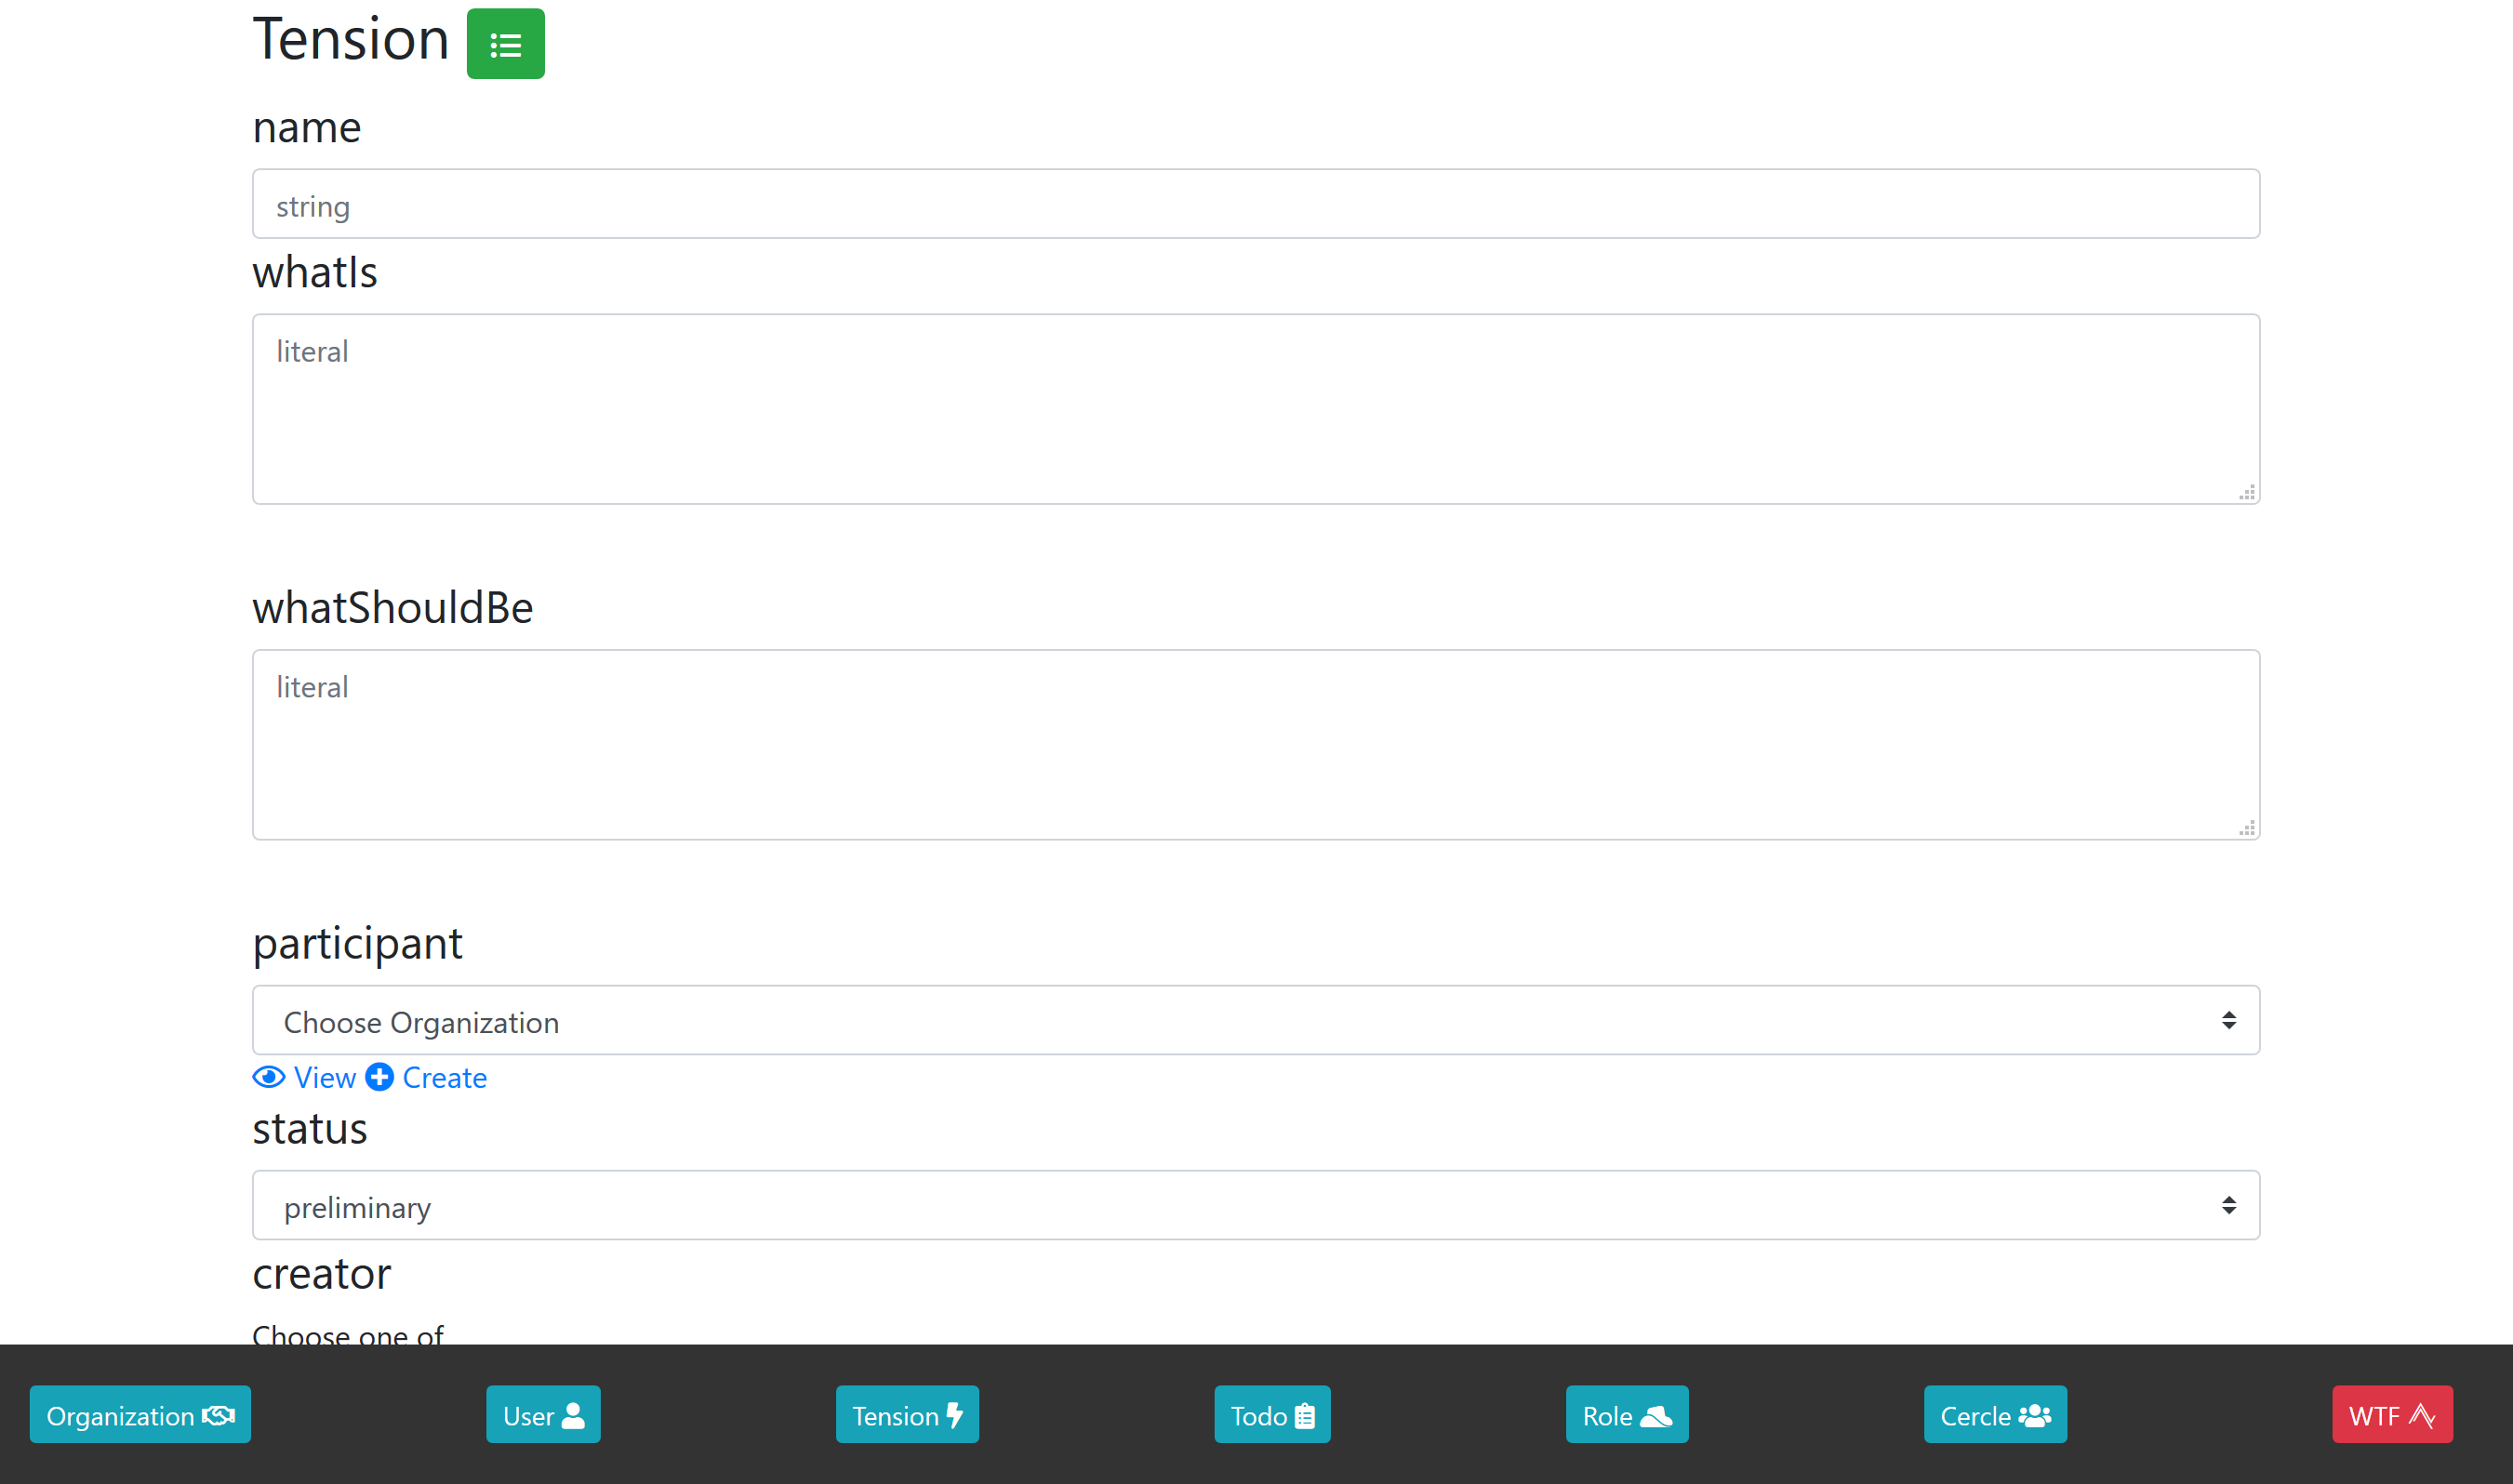 Tension
name
string
whatIs
literal
whatShouldBe
literal
participant
Choose Organization
View Create
status
preliminary
creator
Choose one of
Organization User Tension Todo Role Cercle WTF